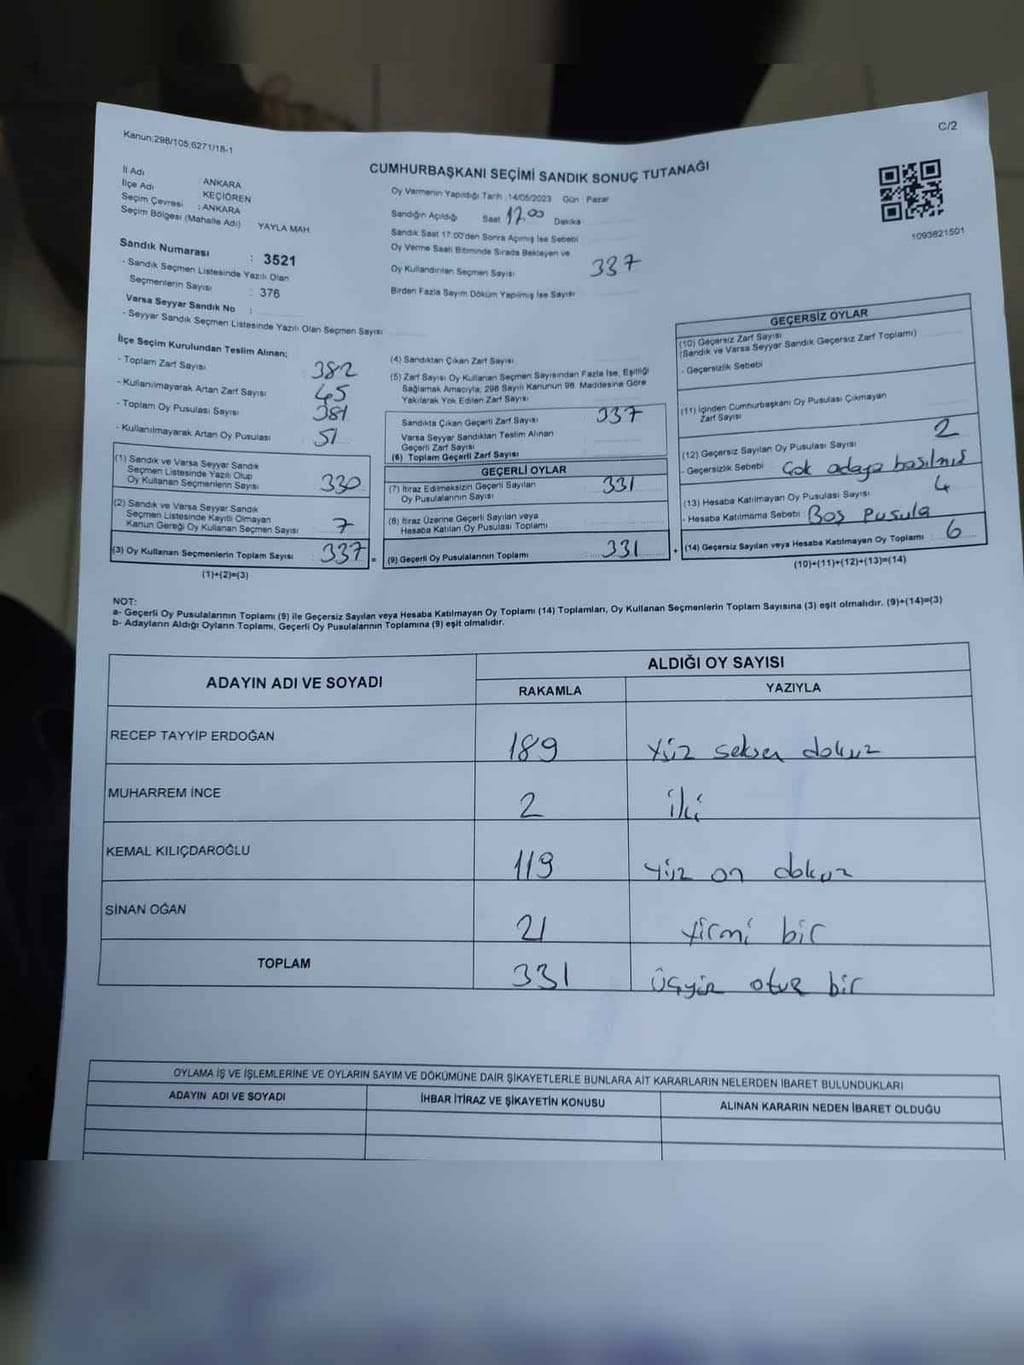 C/2
Kanun;298/105,6271/18-1
CUMHURBAŞKANI SEÇİMİ SANDIK SONUÇ TUTANAĞI
İl Adı : ANKARA
İlçe Adı KEÇİÖREN
Seçim Çevresi : ANKARA
Seçim Bölgesi (Mahalle Adı) YAYLA MAH.
Sandık Numarası : 3521
- Sandık Seçmen Listesinde Yazılı Olan
Seçmenlerin Sayısı : 376
Varsa Seyyar Sandık No :
- Seyyar Sandık Seçmen Listesinde Yazılı Olan Seçmen Sayısı
Oy Vermenin Yapıldığı Tarih :14/05/2023 Gün Pazar
Sandığın Açıldığı Saat 17.00 Dakika
Sandık Saat 17:00'den Sonra Açılmış İse Sebebi
Oy Verme Saati Bitiminde Sırada Bekleyen ve
Oy Kullandırılan Seçmen Sayısı 337
Birden Fazla Sayım Döküm Yapılmış İse Sayısı
1093821501
İlçe Seçim Kurulundan Teslim Alınan;
- Toplam Zarf Sayısı 382
- Kullanılmayarak Artan Zarf Sayısı 45
- Toplam Oy Pusulası Sayısı 381
- Kullanılmayarak Artan Oy Pusulası 51
(1) Sandık ve Varsa Seyyar Sandık
Seçmen Listesinde Yazılı Olup
Oy Kullanan Seçmenlerin Sayısı 330
(2) Sandık ve Varsa Seyyar Sandık
Seçmen Listesinde Kayıtlı Olmayan
Kanun Gereği Oy Kullanan Seçmen Sayısı 7
(3) Oy Kullanan Seçmenlerin Toplam Sayısı 337 =
(1)+(2)=(3)
(4) Sandıktan Çıkan Zarf Sayısı
(5) Zarf Sayısı Oy Kullanan Seçmen Sayısından Fazla İse, Eşitliği
Sağlamak Amacıyla; 298 Sayılı Kanunun 98. Maddesine Göre
Yakılarak Yok Edilen Zarf Sayısı
Sandıkta Çıkan Geçerli Zarf Sayısı 337
Varsa Seyyar Sandıktan Teslim Alınan
Geçerli Zarf Sayısı
(6) Toplam Geçerli Zarf Sayısı
GEÇERLİ OYLAR
(7) İtiraz Edilmeksizin Geçerli Sayılan
Oy Pusulalarının Sayısı 331
(8) İtiraz Üzerine Geçerli Sayılan veya
Hesaba Katılan Oy Pusulası Toplamı
(9) Geçerli Oy Pusulalarının Toplamı 331 +
GEÇERSİZ OYLAR
(10) Geçersiz Zarf Sayısı
(Sandık ve Varsa Seyyar Sandık Geçersiz Zarf Toplamı)
- Geçersizlik Sebebi
(11) İçinden Cumhurbaşkanı Oy Pusulası Çıkmayan
Zarf Sayısı
(12) Geçersiz Sayılan Oy Pusulası Sayısı 2
- Geçersizlik Sebebi Çok adaya basılmış
(13) Hesaba Katılmayan Oy Pusulası Sayısı 4
- Hesaba Katılmama Sebebi : Boş Pusula
(14) Geçersiz Sayılan veya Hesaba Katılmayan Oy Toplamı 6
(10)+(11)+(12)+(13)=(14)
NOT:
a- Geçerli Oy Pusulalarının Toplamı (9) ile Geçersiz Sayılan veya Hesaba Katılmayan Oy Toplamı (14) Toplamları, Oy Kullanan Seçmenlerin Toplam Sayısına (3) eşit olmalıdır. (9)+(14)=(3)
b- Adayların Aldığı Oyların Toplamı, Geçerli Oy Pusulalarının Toplamına (9) eşit olmalıdır.
ADAYIN ADI VE SOYADI ALDIĞI OY SAYISI
RAKAMLA YAZIYLA
RECEP TAYYİP ERDOĞAN 189 Yüz seksen dokuz
MUHARREM İNCE 2 iki
KEMAL KILIÇDAROĞLU 119 yüz on dokuz
SİNAN OĞAN 21 yirmi bir
TOPLAM 331 üçyüz otuz bir
OYLAMA İŞ VE İŞLEMLERİNE VE OYLARIN SAYIM VE DÖKÜMÜNE DAİR ŞİKAYETLERLE BUNLARA AİT KARARLARIN NELERDEN İBARET BULUNDUKLARI
ADAYIN ADI VE SOYADI İHBAR İTİRAZ VE ŞİKAYETİN KONUSU ALINAN KARARIN NEDEN İBARET OLDUĞU